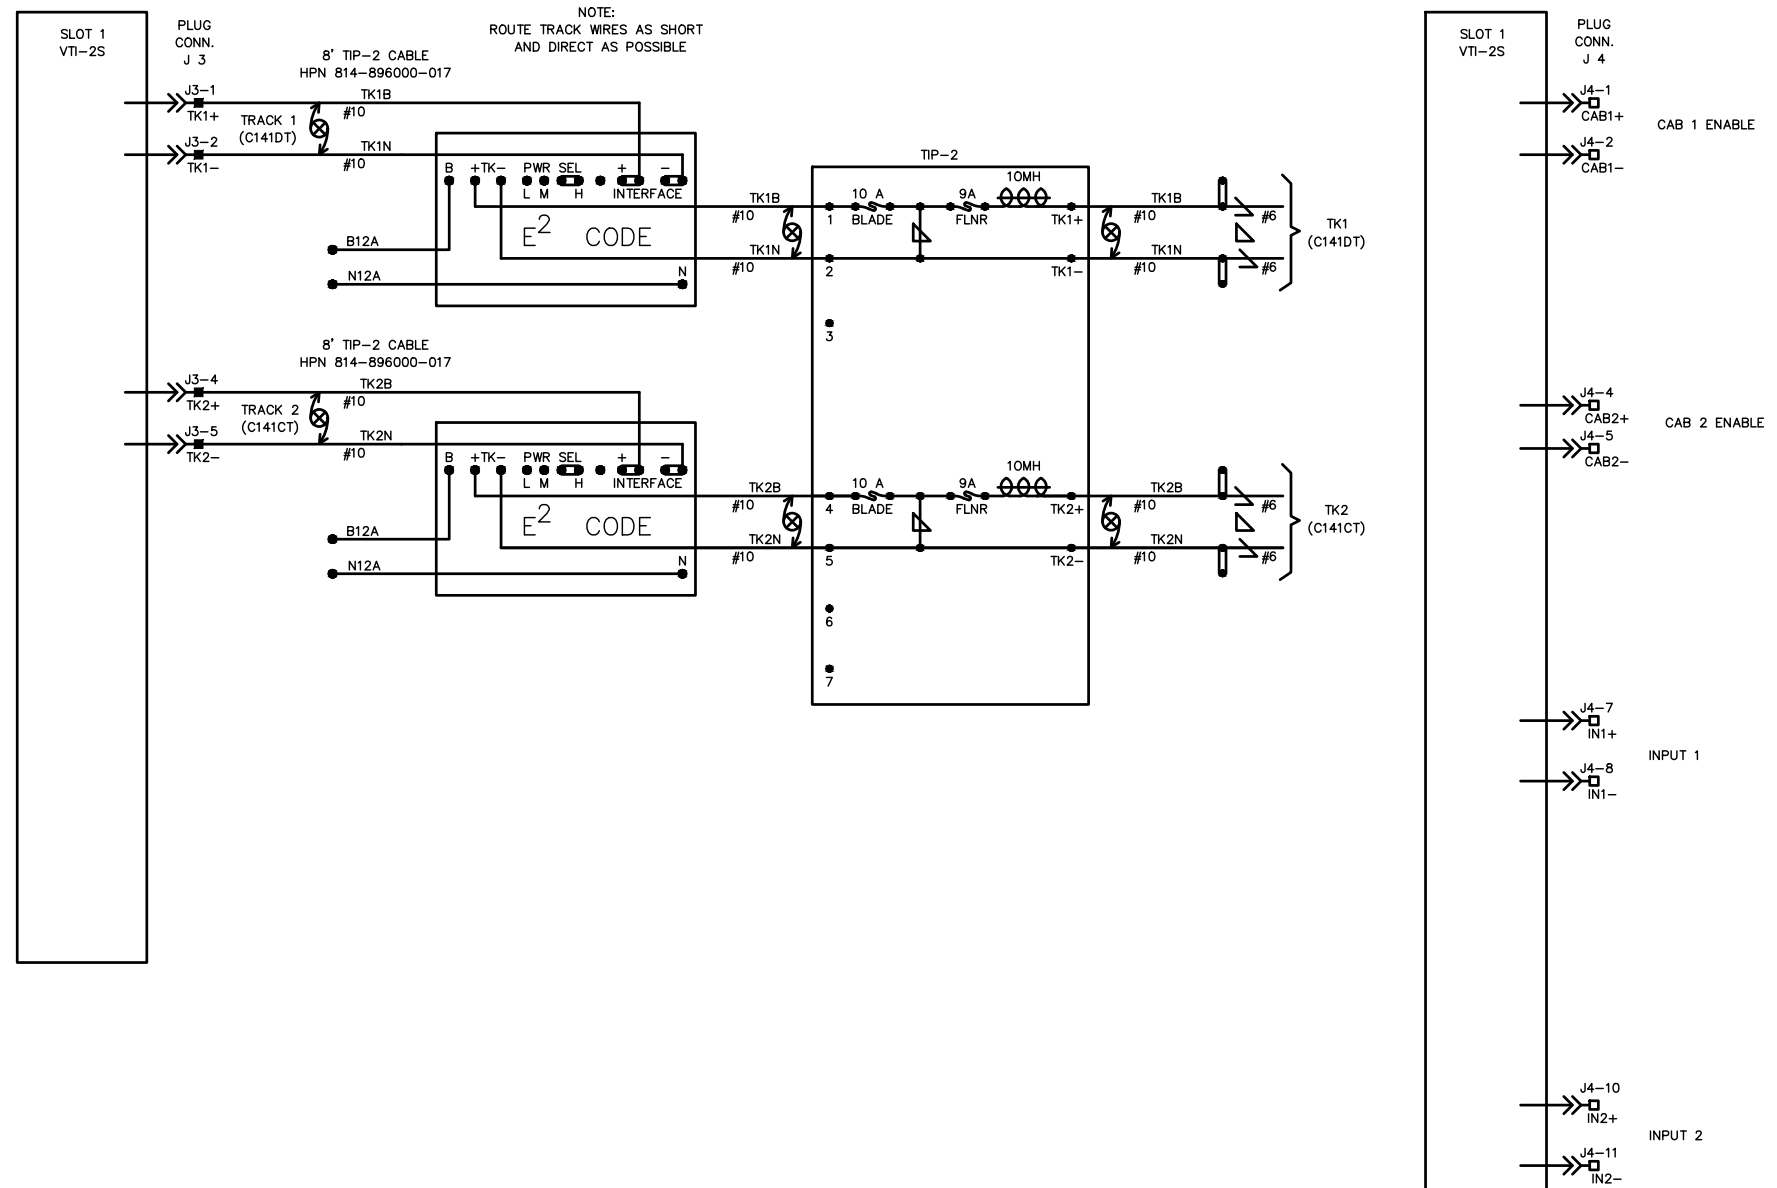 SLOT 1
VTI-2S
PLUG
CONN.
J 3
NOTE:
ROUTE TRACK WIRES AS SHORT
AND DIRECT AS POSSIBLE
8' TIP-2 CABLE
HPN 814-896000-017
J3-1
TK1+
J3-2
TK1-
TRACK 1
(C141DT)
TK1B
#10
TK1N
#10
B +TK- PWR SEL + -
L M H INTERFACE
E2 CODE
B12A
N12A
N
TK1B
#10
TK1N
#10
TIP-2
1
10 A
BLADE
9A
FLNR
10MH
TK1+
2
TK1-
3
TK1B
#10
TK1N
#10
#6
#6
TK1
(C141DT)
8' TIP-2 CABLE
HPN 814-896000-017
J3-4
TK2+
J3-5
TK2-
TRACK 2
(C141CT)
TK2B
#10
TK2N
#10
B +TK- PWR SEL + -
L M H INTERFACE
E2 CODE
B12A
N12A
N
TK2B
#10
TK2N
#10
4
10 A
BLADE
9A
FLNR
10MH
TK2+
5
TK2-
6
7
TK2B
#10
TK2N
#10
#6
#6
TK2
(C141CT)
SLOT 1
VTI-2S
PLUG
CONN.
J 4
J4-1
CAB1+
J4-2
CAB1-
CAB 1 ENABLE
J4-4
CAB2+
J4-5
CAB2-
CAB 2 ENABLE
J4-7
IN1+
J4-8
IN1-
INPUT 1
J4-10
IN2+
J4-11
IN2-
INPUT 2